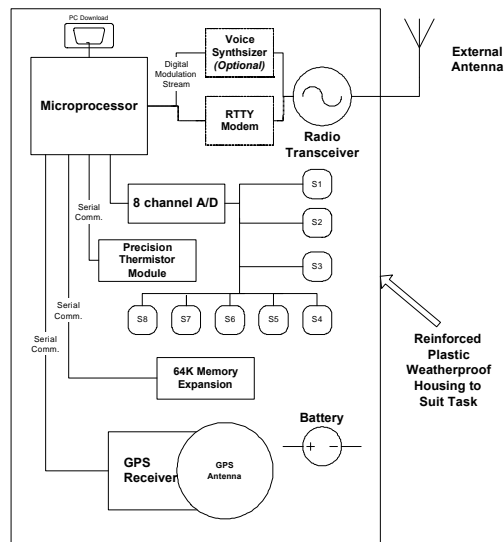 PC Download
Voice
Synthsizer
(Optional)
Digital
Modulation
Stream
Microprocessor
RTTY
Modem
Radio
Transceiver
External
Antenna
8 channel A/D
S1
S2
S3
Serial
Comm.
Precision
Thermistor
Module
Serial
Comm.
S8
S7
S6
S5
S4
Serial
Comm.
64K Memory
Expansion
Reinforced
Plastic
Weatherproof
Housing to
Suit Task
Battery
+ -
GPS
Receiver
GPS
Antenna